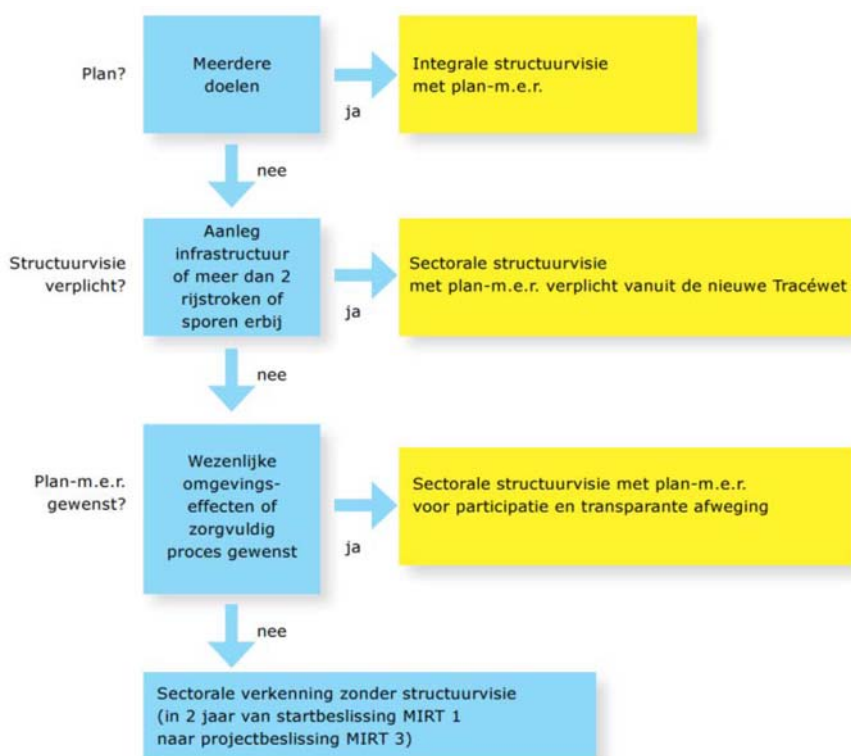 Plan?
Meerdere
doelen
ja
Integrale structuurvisie
met plan-m.e.r.
nee
Structuurvisie
verplicht?
Aanleg
infrastructuur
of meer dan 2
rijstroken of
sporen erbij
ja
Sectorale structuurvisie
met plan-m.e.r. verplicht vanuit de nieuwe Tracéwet
nee
Plan-m.e.r.
gewenst?
Wezenlijke
omgevings-
effecten of
zorgvuldig
proces gewenst
ja
Sectorale structuurvisie met plan-m.e.r.
voor participatie en transparante afweging
nee
Sectorale verkenning zonder structuurvisie
(in 2 jaar van startbeslissing MIRT 1
naar projectbeslissing MIRT 3)